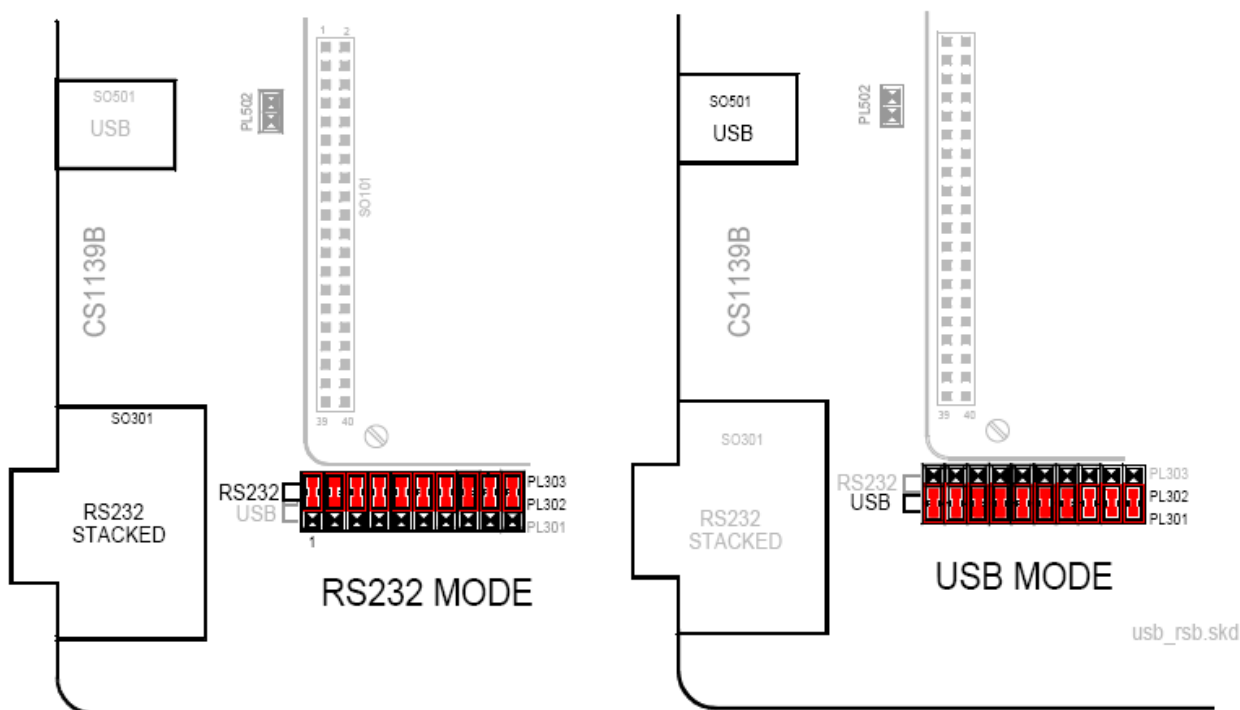 1 2
SO501
USB
PL502
SO101
CS1139B
39 40
SO301
RS232
STACKED
RS232
USB
PL303
PL302
PL301
1
RS232 MODE
SO501
USB
PL502
CS1139B
39 40
SO301
RS232
STACKED
RS232
USB
PL303
PL302
PL301
USB MODE
usb_rsb.skd